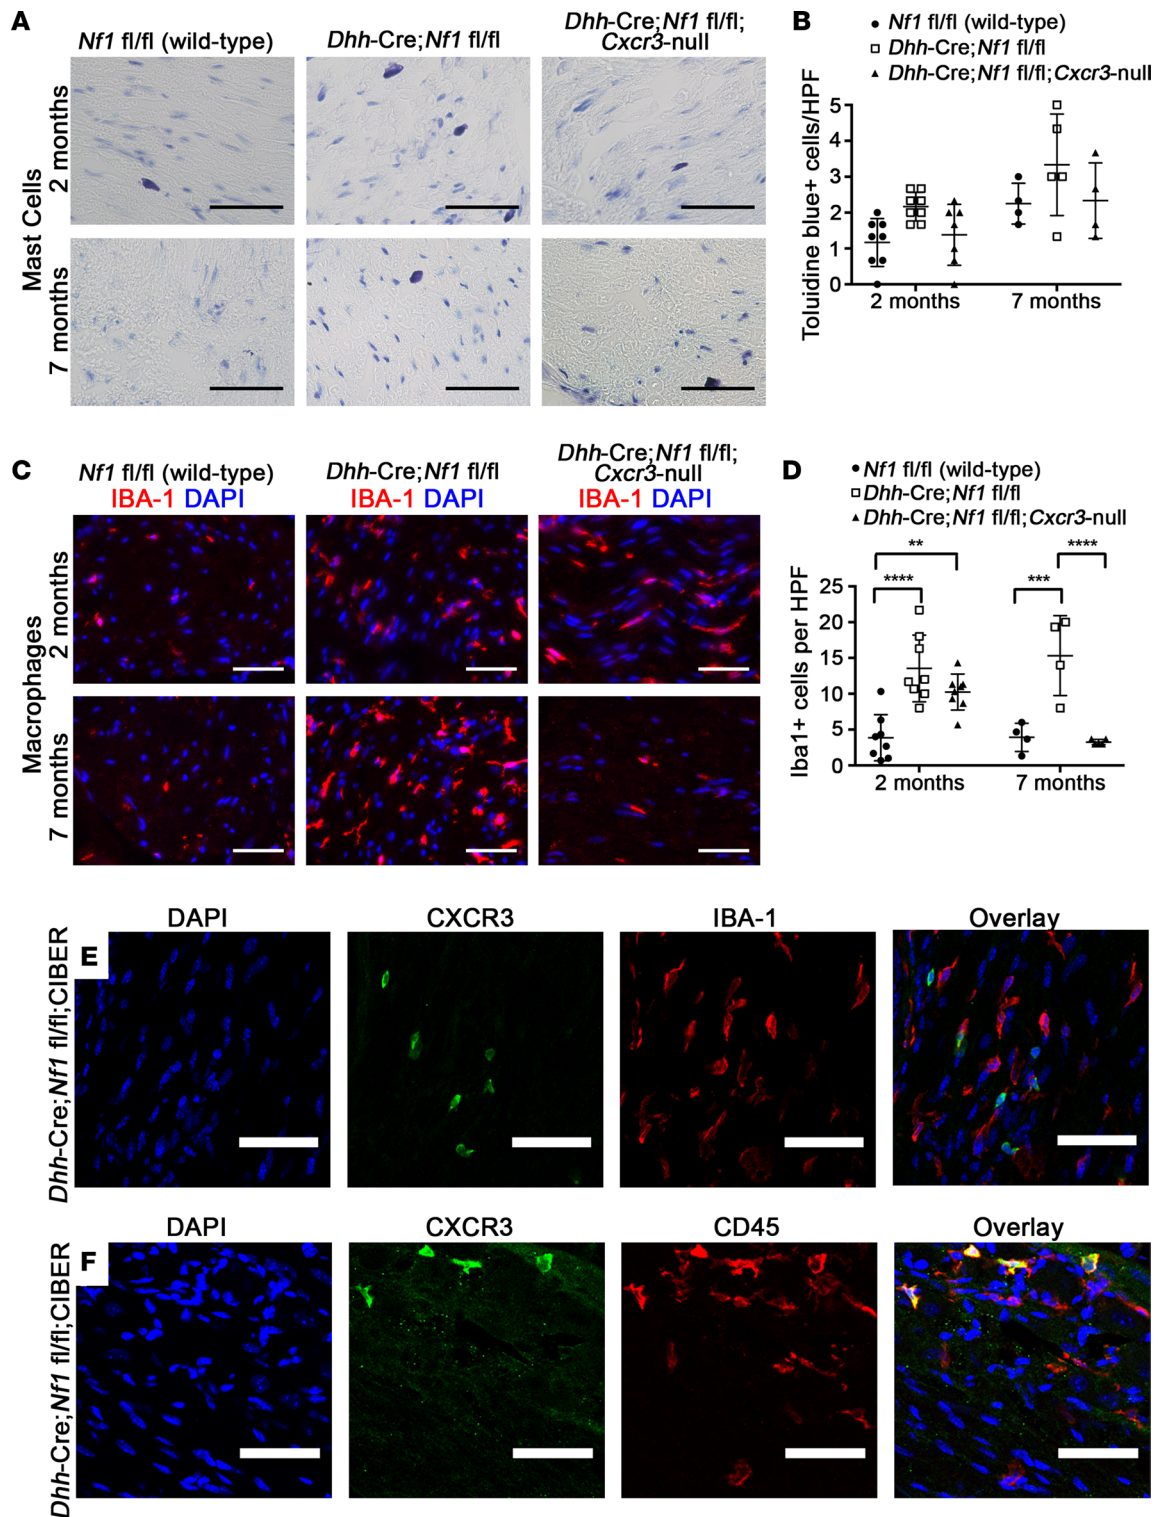 A
Nf1 fl/fl (wild-type)
Dhh-Cre;Nf1 fl/fl
Dhh-Cre;Nf1 fl/fl;
Cxcr3-null
Mast Cells
2 months
7 months
B
Nf1 fl/fl (wild-type)
Dhh-Cre;Nf1 fl/fl
Dhh-Cre;Nf1 fl/fl;Cxcr3-null
Toluidine blue+ cells/HPF
5
4
3
2
1
0
2 months
7 months
C
Nf1 fl/fl (wild-type)
IBA-1 DAPI
Dhh-Cre;Nf1 fl/fl
IBA-1 DAPI
Dhh-Cre;Nf1 fl/fl;
Cxcr3-null
IBA-1 DAPI
Macrophages
2 months
7 months
D
Nf1 fl/fl (wild-type)
Dhh-Cre;Nf1 fl/fl
Dhh-Cre;Nf1 fl/fl;Cxcr3-null
**
****
***
****
Iba1+ cells per HPF
25
20
15
10
5
0
2 months
7 months
E
Dhh-Cre;Nf1 fl/fl;CIBER
DAPI
CXCR3
IBA-1
Overlay
F
Dhh-Cre;Nf1 fl/fl;CIBER
DAPI
CXCR3
CD45
Overlay